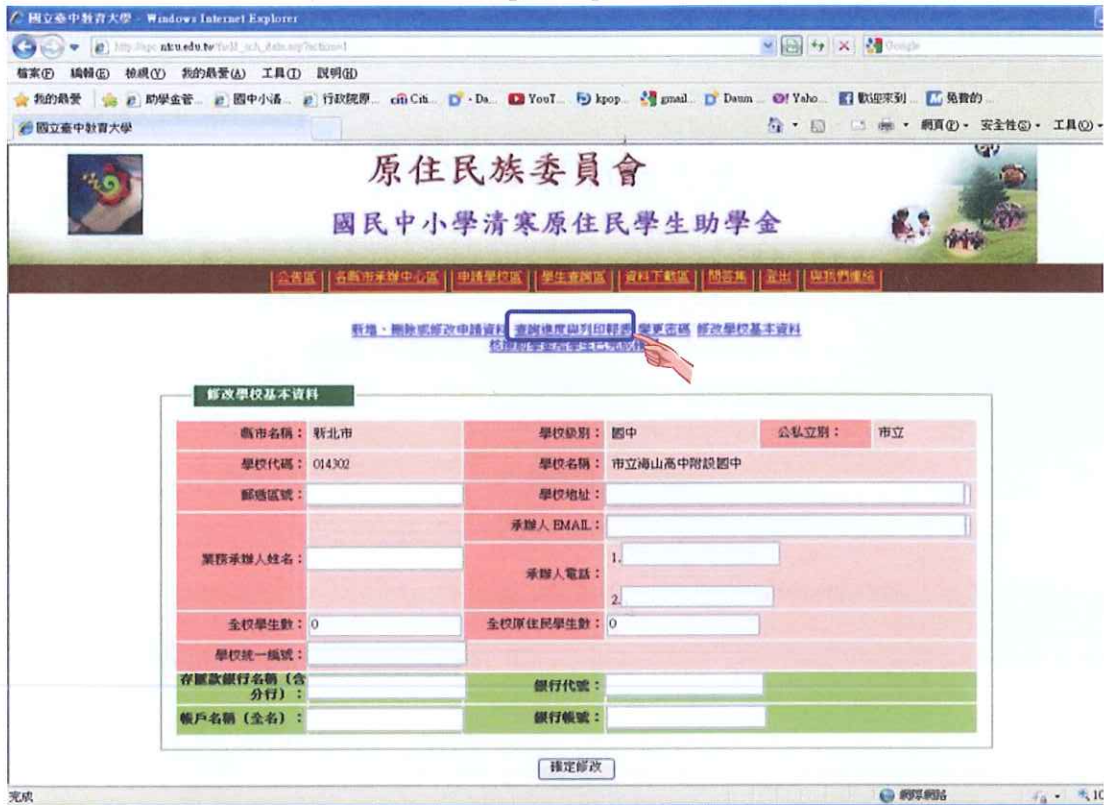 國立臺中教育大學 - Windows Internet Explorer
ntcu.edu.tw
Google
檔案(F) 編輯(E) 檢視(V) 我的最愛(A) 工具(T) 說明(H)
我的最愛 助學金管... 國中小清... 行政院原... Citi... Da... YouT... kpop... gmail... Daum... Yaho... 歡迎來到... 免費的...
國立臺中教育大學 網頁(P) 安全性(S) 工具(O)
原住民族委員會
國民中小學清寒原住民學生助學金
公告區 各縣市承辦中心區 申請學校區 學生查詢區 資料下載區 問答集 登出 與我們連絡
新增、刪除或修改申請資料 查詢進度與列印報表 變更密碼 修改學校基本資料
修改學校基本資料
縣市名稱： 新北市 學校級別： 國中 公私立別： 市立
學校代碼： 014302 學校名稱： 市立海山高中附設國中
郵遞區號： 學校地址：
承辦人 EMAIL：
業務承辦人姓名： 承辦人電話： 1.
2.
全校學生數： 0 全校原住民學生數： 0
學校統一編號：
存匯款銀行名稱（含分行）： 銀行代號：
帳戶名稱（全名）： 銀行帳號：
確定修改
完成 網際網路